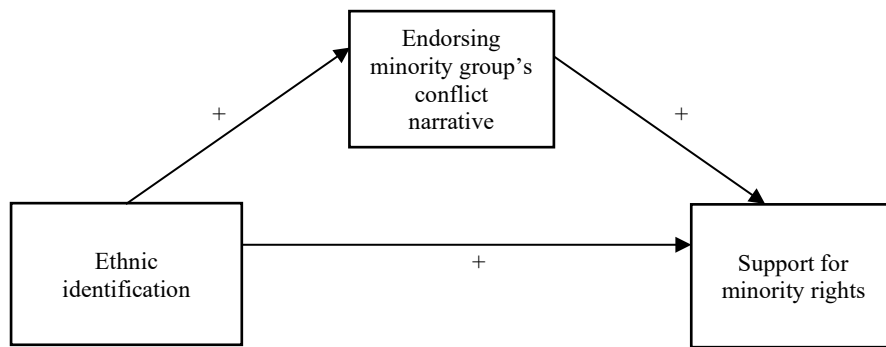 Endorsing
minority group’s
conflict
narrative
+
+
Ethnic
identification
+
Support for
minority rights